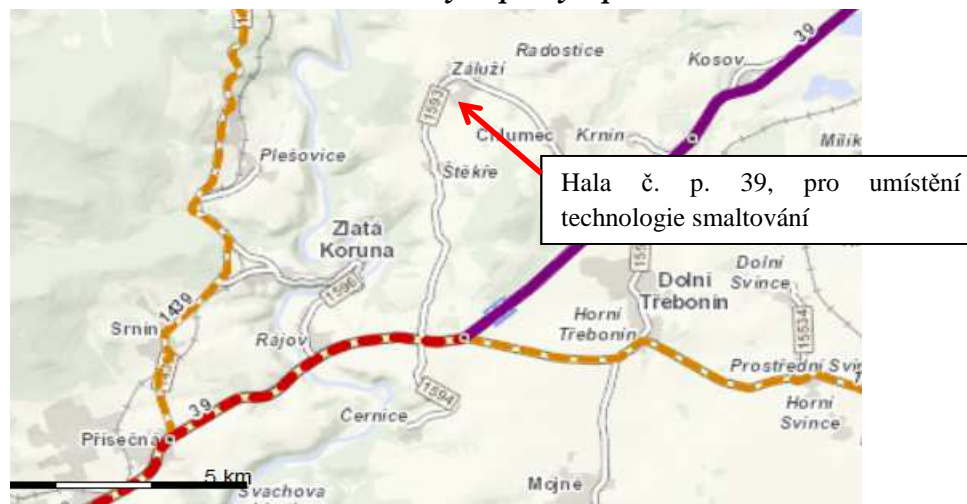 Radostice
Kosov
39
Záluží
1593
Chlumec
Krnín
Plešovice
Štěkře
Hala č. p. 39, pro umístění
technologie smaltování
Zlatá
Koruna
1596
Dolní
Třebonín
Dolní
Svince
Horní
Třebonín
1439
Srnín
Rájov
15534
Prostřední Svi
1594
39
Černice
Horní
Svince
Přísečná
5 km
Svachova
Mojné